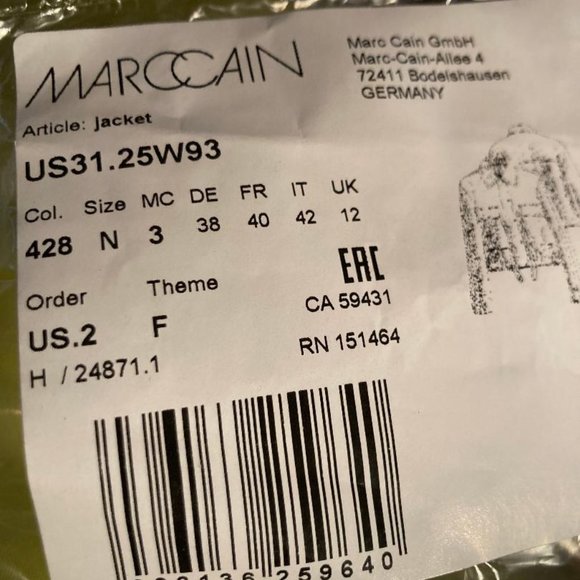 MARCCAIN
Marc Cain GmbH
Marc-Cain-Allee 4
72411 Bodelshausen
GERMANY
Article: Jacket
US31.25W93
Col. Size MC DE FR IT UK
428 N 3 38 40 42 12
Order Theme
US.2 F
H / 24871.1
EAC
CA 59431
RN 151464
259640